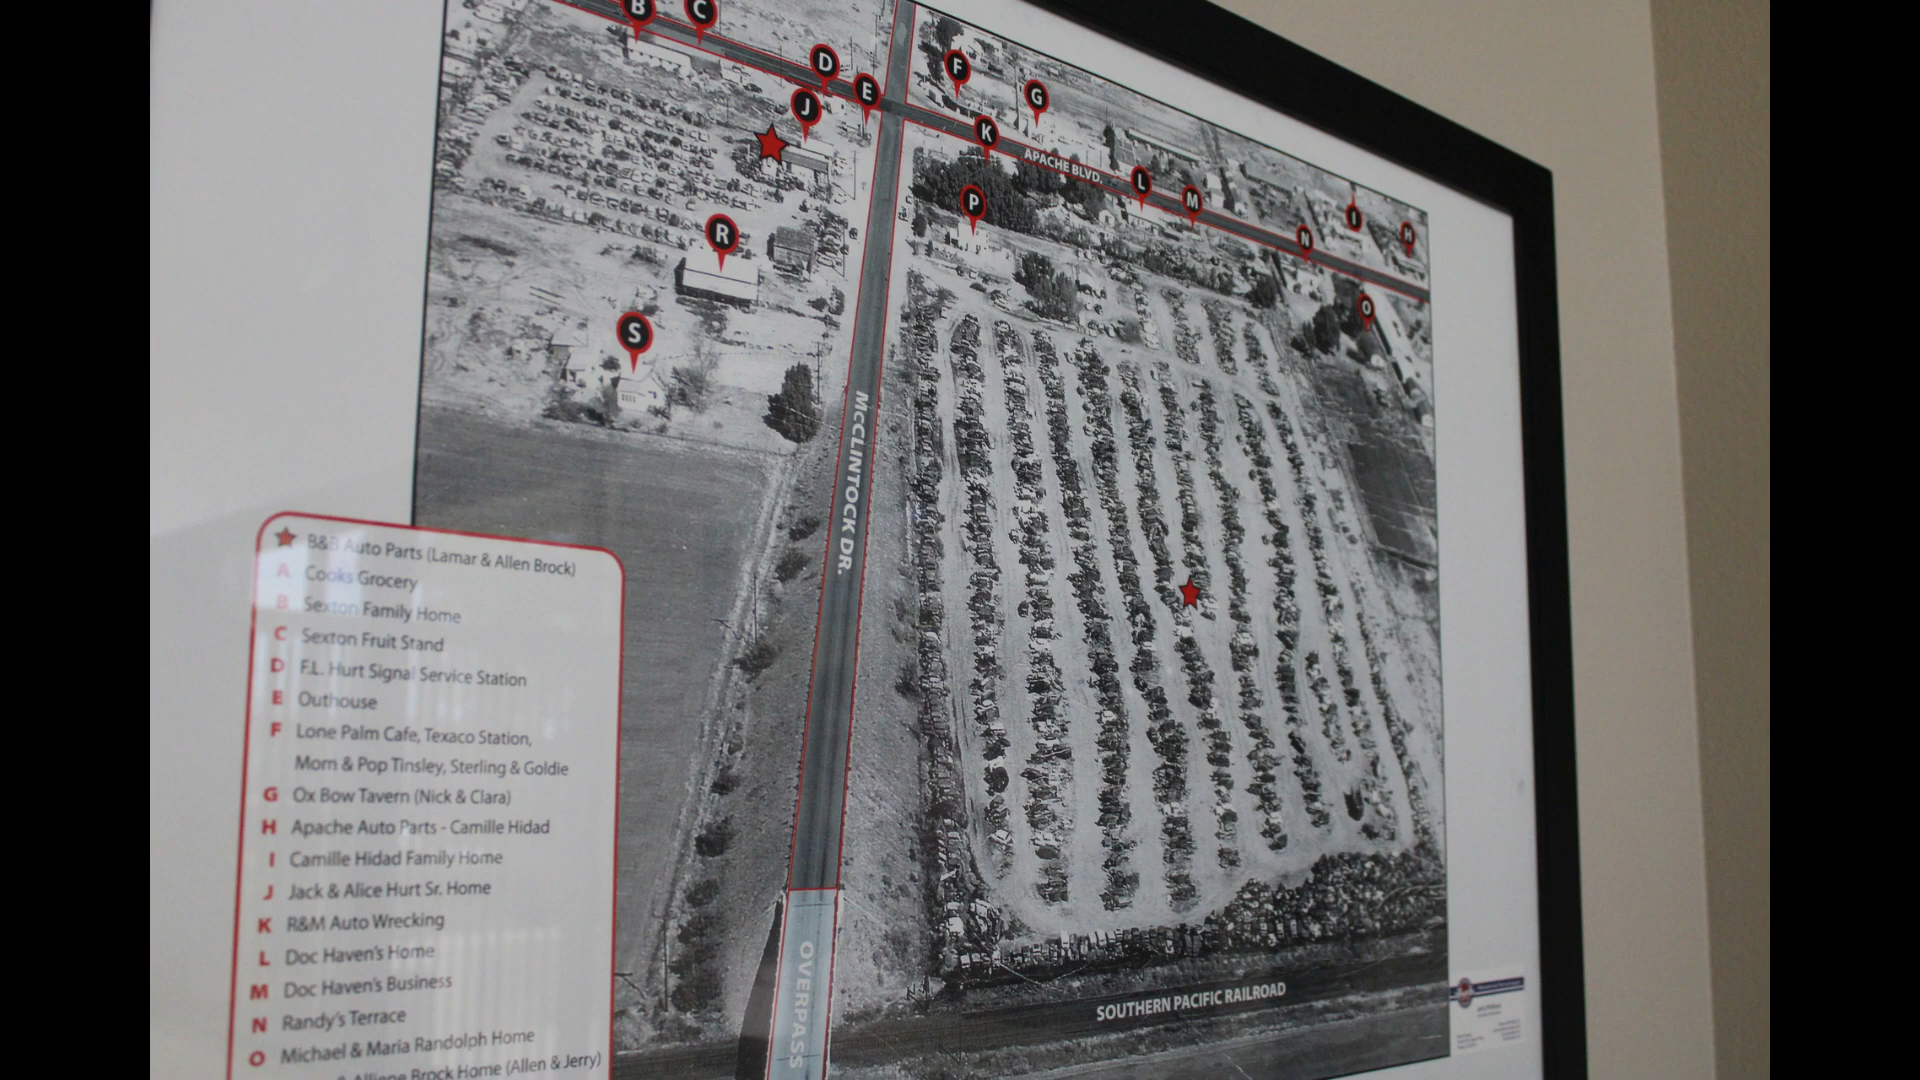 B
C
D
E
F
G
J
K
APACHE BLVD.
L
M
N
I
H
O
P
R
S
McCLINTOCK DR.
OVERPASS
SOUTHERN PACIFIC RAILROAD
B&B Auto Parts (Lamar & Allen Brock)
A Cooks Grocery
B Sexton Family Home
C Sexton Fruit Stand
D F.L. Hurt Signal Service Station
E Outhouse
F Lone Palm Cafe, Texaco Station,
Mom & Pop Tinsley, Sterling & Goldie
G Ox Bow Tavern (Nick & Clara)
H Apache Auto Parts - Camille Hidad
I Camille Hidad Family Home
J Jack & Alice Hurt Sr. Home
K R&M Auto Wrecking
L Doc Haven's Home
M Doc Haven's Business
N Randy's Terrace
O Michael & Maria Randolph Home
& Alliene Brock Home (Allen & Jerry)